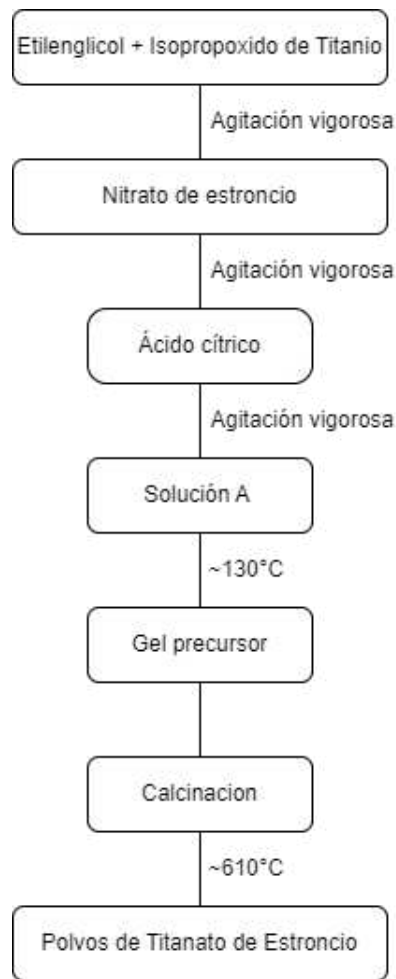 Etilenglicol + Isopropoxido de Titanio
Agitación vigorosa
Nitrato de estroncio
Agitación vigorosa
Ácido cítrico
Agitación vigorosa
Solución A
~130°C
Gel precursor
Calcinacion
~610°C
Polvos de Titanato de Estroncio